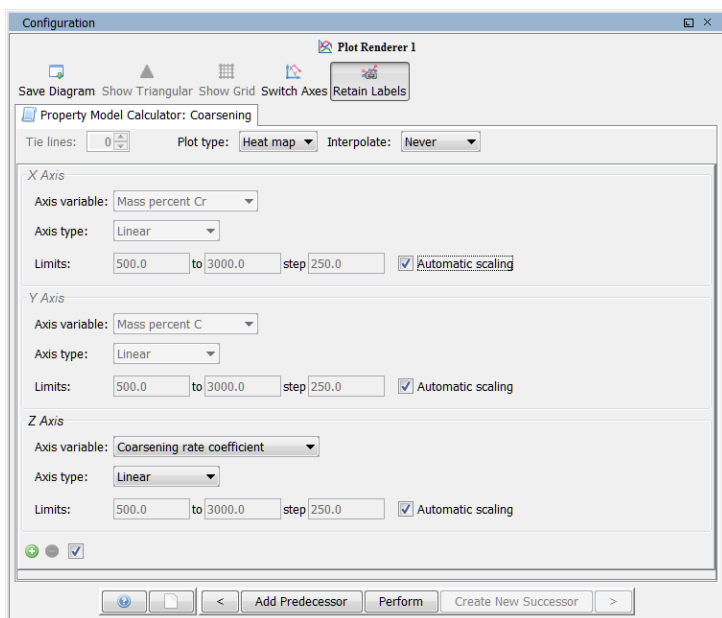 Configuration
Plot Renderer 1
Save Diagram Show Triangular Show Grid Switch Axes Retain Labels
Property Model Calculator: Coarsening
Tie lines: 0 Plot type: Heat map Interpolate: Never
X Axis
Axis variable: Mass percent Cr
Axis type: Linear
Limits: 500.0 to 3000.0 step 250.0 Automatic scaling
Y Axis
Axis variable: Mass percent C
Axis type: Linear
Limits: 500.0 to 3000.0 step 250.0 Automatic scaling
Z Axis
Axis variable: Coarsening rate coefficient
Axis type: Linear
Limits: 500.0 to 3000.0 step 250.0 Automatic scaling
< Add Predecessor Perform Create New Successor >